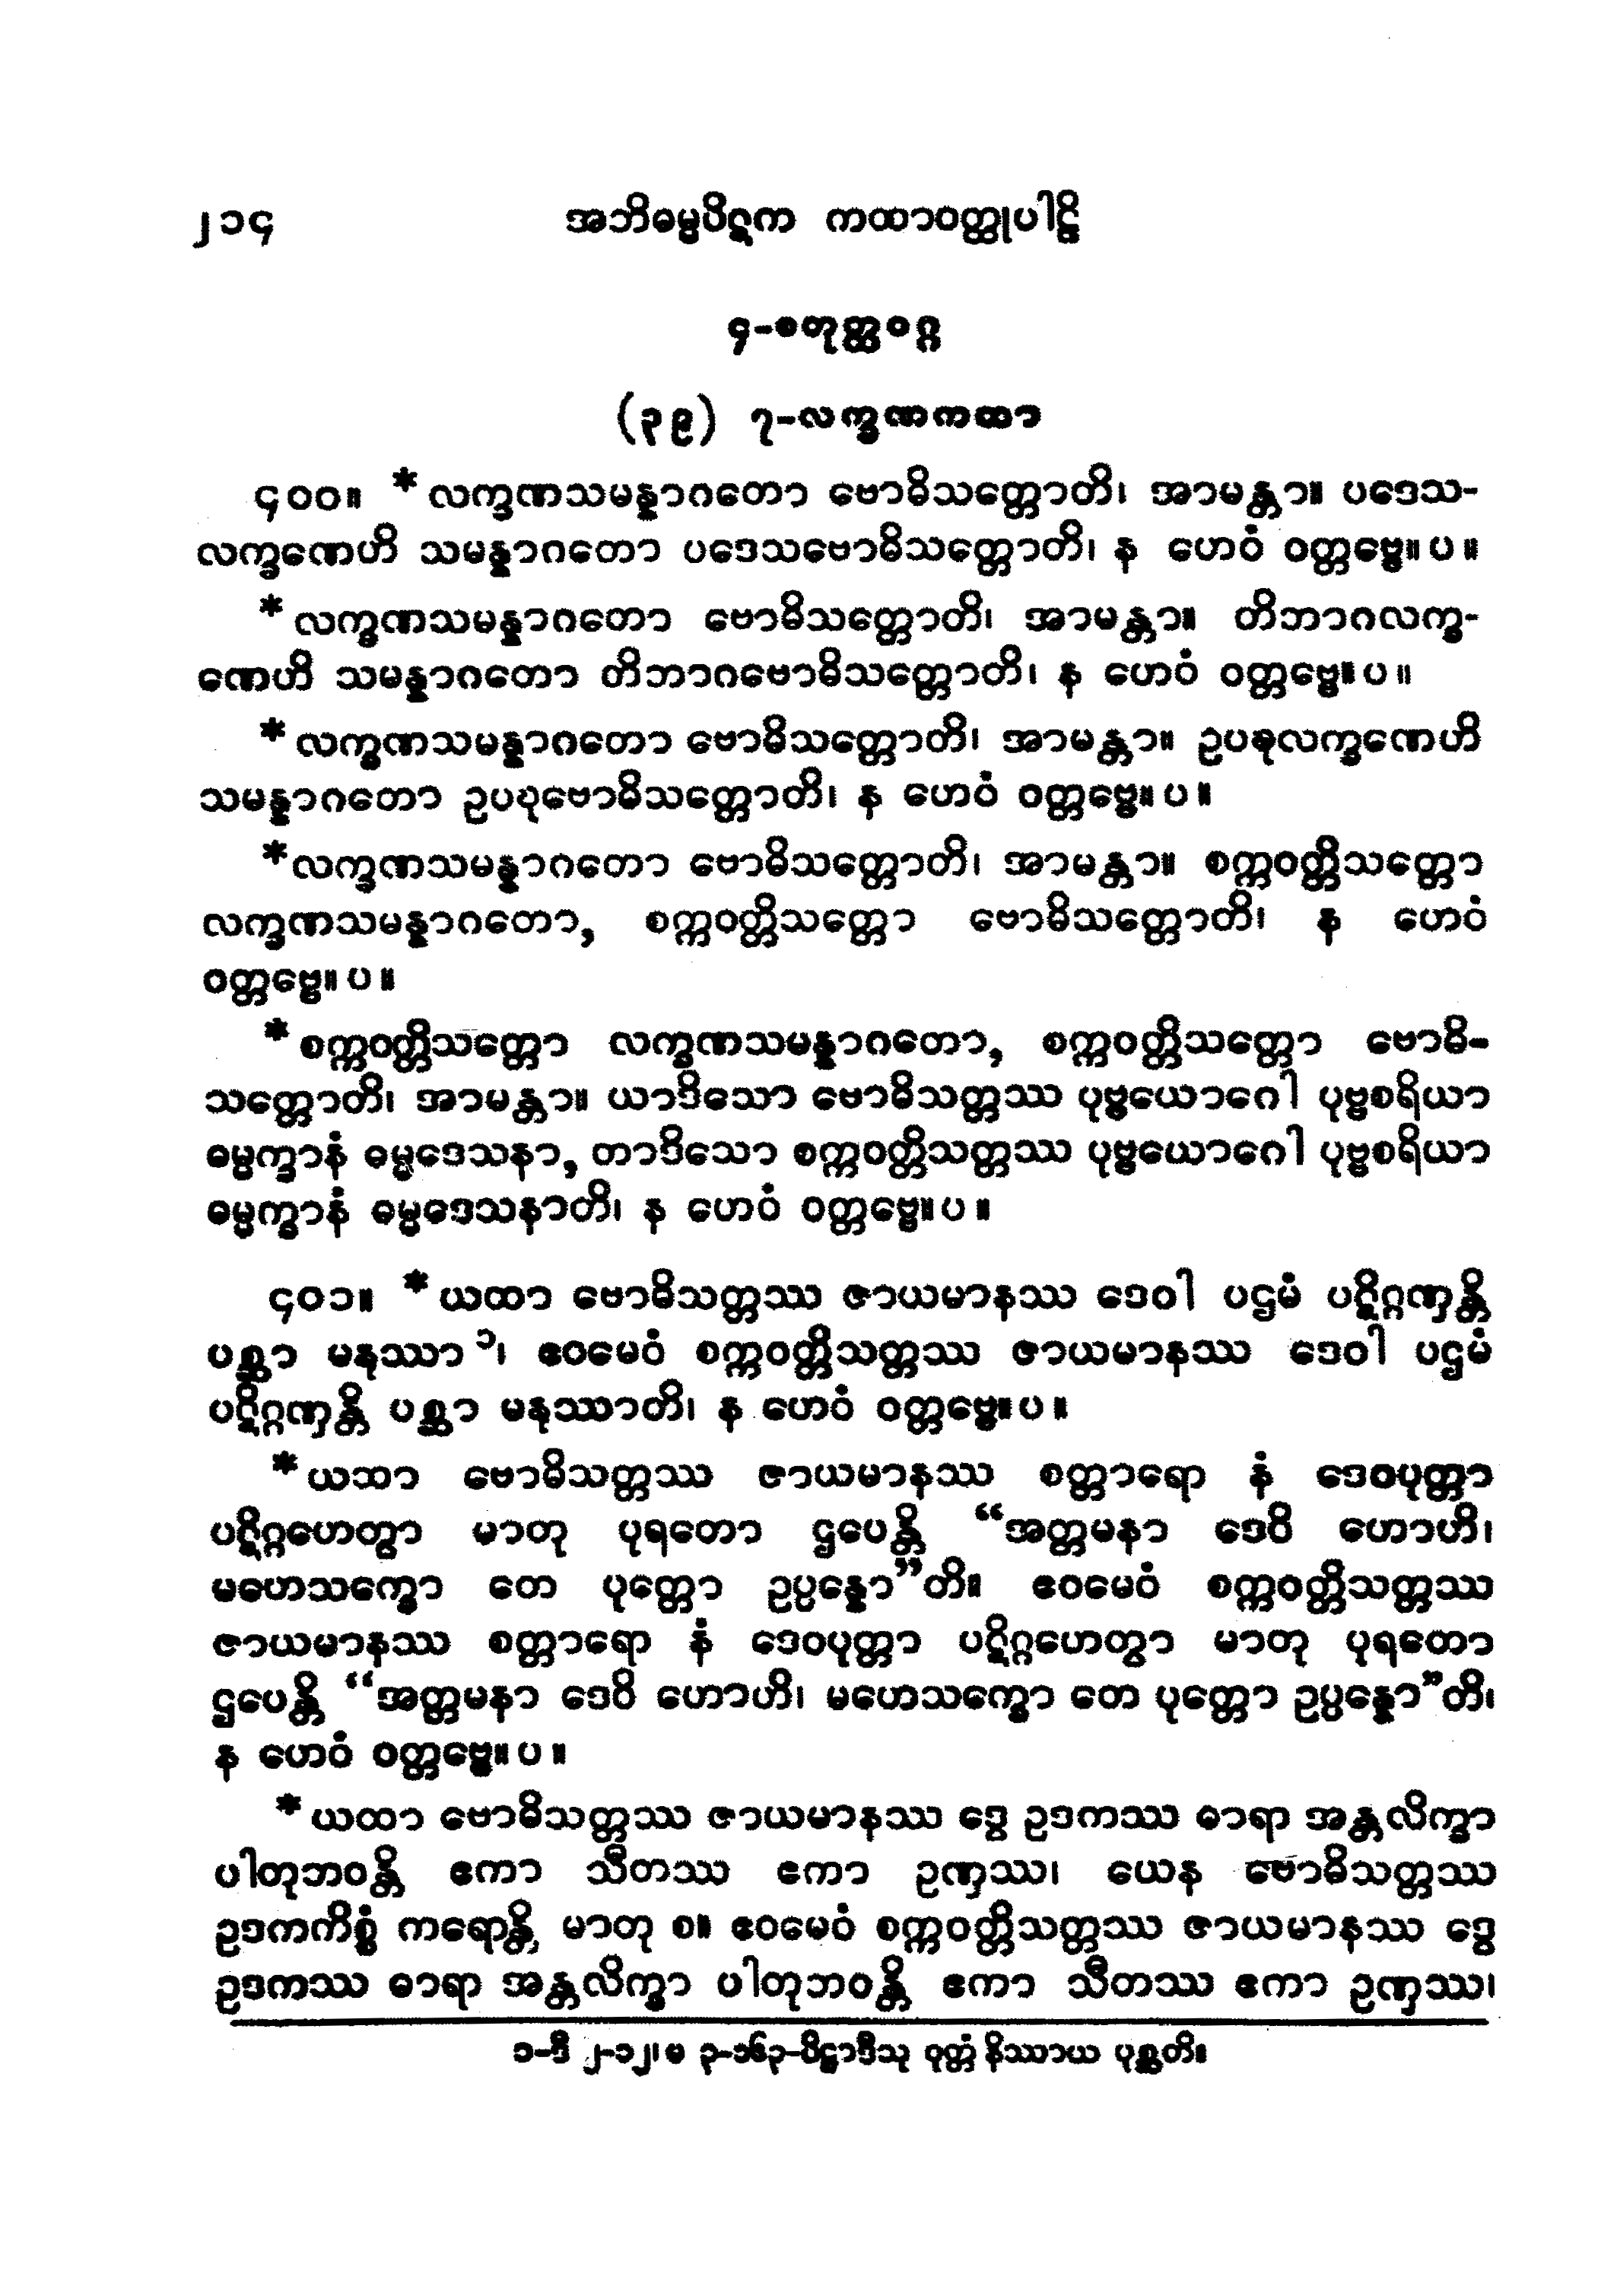 ၂၁၄ အဘိဓမ္မပိဋက ကထာဝတ္ထုပါဠိ
၄-စတုတ္ထဝဂ္ဂ
(၃၉) ၇-လက္ခဏကထာ
၄၀၀။ *လက္ခဏသမန္နာဂတော ဗောဓိသတ္တောတိ၊ အာမန္တာ။ ပဒေသ-
လက္ခဏေဟိ သမန္နာဂတော ပဒေသဗောဓိသတ္တောတိ၊ န ဟေဝံ ဝတ္တဗ္ဗေ။ ပ ။
*လက္ခဏသမန္နာဂတော ဗောဓိသတ္တောတိ၊ အာမန္တာ။ တိဘာဂလက္ခ-
ဏေဟိ သမန္နာဂတော တိဘာဂဗောဓိသတ္တောတိ၊ န ဟေဝံ ဝတ္တဗ္ဗေ။ ပ ။
*လက္ခဏသမန္နာဂတော ဗောဓိသတ္တောတိ၊ အာမန္တာ။ ဥပဍ္ဎလက္ခဏေဟိ
သမန္နာဂတော ဥပဍ္ဎဗောဓိသတ္တောတိ၊ န ဟေဝံ ဝတ္တဗ္ဗေ။ ပ ။
*လက္ခဏသမန္နာဂတော ဗောဓိသတ္တောတိ၊ အာမန္တာ။ စက္ကဝတ္တိသတ္တော
လက္ခဏသမန္နာဂတော, စက္ကဝတ္တိသတ္တော ဗောဓိသတ္တောတိ၊ န ဟေဝံ
ဝတ္တဗ္ဗေ။ ပ ။
*စက္ကဝတ္တိသတ္တော လက္ခဏသမန္နာဂတော, စက္ကဝတ္တိသတ္တော ဗောဓိ-
သတ္တောတိ၊ အာမန္တာ။ ယာဒိသော ဗောဓိသတ္တဿ ပုဗ္ဗယောဂေါ ပုဗ္ဗစရိယာ
ဓမ္မက္ခာနံ ဓမ္မဒေသနာ, တာဒိသော စက္ကဝတ္တိသတ္တဿ ပုဗ္ဗယောဂေါ ပုဗ္ဗစရိယာ
ဓမ္မက္ခာနံ ဓမ္မဒေသနာတိ၊ န ဟေဝံ ဝတ္တဗ္ဗေ။ ပ ။
၄၀၁။ *ယထာ ဗောဓိသတ္တဿ ဇာယမာနဿ ဒေဝါ ပဌမံ ပဋိဂ္ဂဏှန္တိ
ပစ္ဆာ မနုဿာ ၁၊ ဧဝမေဝံ စက္ကဝတ္တိသတ္တဿ ဇာယမာနဿ ဒေဝါ ပဌမံ
ပဋိဂ္ဂဏှန္တိ ပစ္ဆာ မနုဿာတိ၊ န ဟေဝံ ဝတ္တဗ္ဗေ။ ပ ။
*ယထာ ဗောဓိသတ္တဿ ဇာယမာနဿ စတ္တာရော နံ ဒေဝပုတ္တာ
ပဋိဂ္ဂဟေတွာ မာတု ပုရတော ဌပေန္တိ “အတ္တမနာ ဒေဝိ ဟောဟိ၊
မဟေသက္ခော တေ ပုတ္တော ဥပ္ပန္နော”တိ။ ဧဝမေဝံ စက္ကဝတ္တိသတ္တဿ
ဇာယမာနဿ စတ္တာရော နံ ဒေဝပုတ္တာ ပဋိဂ္ဂဟေတွာ မာတု ပုရတော
ဌပေန္တိ “အတ္တမနာ ဒေဝိ ဟောဟိ၊ မဟေသက္ခော တေ ပုတ္တော ဥပ္ပန္နော”တိ၊
န ဟေဝံ ဝတ္တဗ္ဗေ။ ပ ။
*ယထာ ဗောဓိသတ္တဿ ဇာယမာနဿ ဒွေ ဥဒကဿ ဓာရာ အန္တလိက္ခာ
ပါတုဘဝန္တိ ဧကာ သီတဿ ဧကာ ဥဏှဿ၊ ယေန ဗောဓိသတ္တဿ
ဥဒကကိစ္စံ ကရောန္တိ မာတု စ။ ဧဝမေဝံ စက္ကဝတ္တိသတ္တဿ ဇာယမာနဿ ဒွေ
ဥဒကဿ ဓာရာ အန္တလိက္ခာ ပါတုဘဝန္တိ ဧကာ သီတဿ ဧကာ ဥဏှဿ၊
၁-ဒီ ၂-၁၂၊ မ ၃-၁၆၃-ပိဋ္ဌာဒီသု ဝုတ္တံ နိဿာယ ပုစ္ဆတိ။